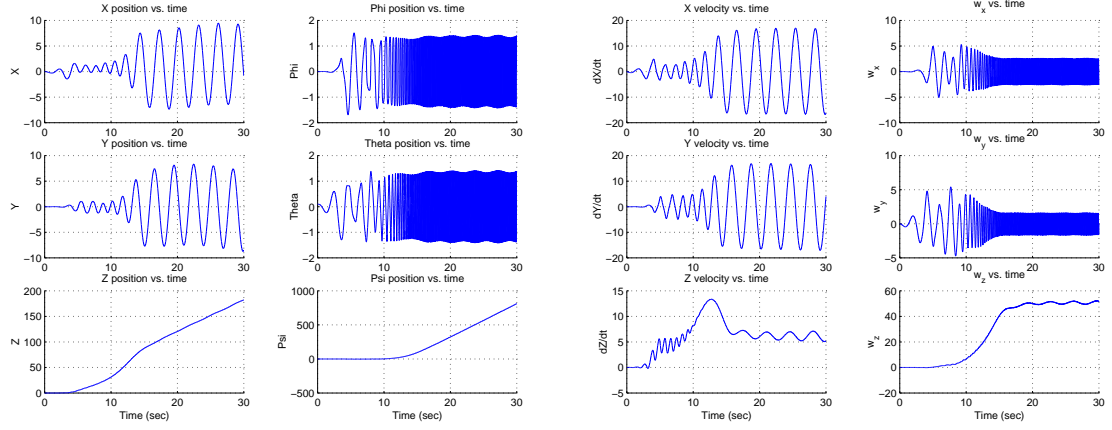 X position vs. time
10
5
0
−5
−10
X
0 10 20 30
Phi position vs. time
2
1
0
−1
−2
Phi
0 10 20 30
X velocity vs. time
20
10
0
−10
−20
dX/dt
0 10 20 30
w_x vs. time
10
5
0
−5
−10
w_x
0 10 20 30
Y position vs. time
10
5
0
−5
−10
Y
0 10 20 30
Theta position vs. time
2
1
0
−1
−2
Theta
0 10 20 30
Y velocity vs. time
20
10
0
−10
−20
dY/dt
0 10 20 30
w_y vs. time
10
5
0
−5
w_y
0 10 20 30
Z position vs. time
200
150
100
50
0
Z
0 10 20 30
Time (sec)
Psi position vs. time
1000
500
0
−500
Psi
0 10 20 30
Time (sec)
Z velocity vs. time
15
10
5
0
−5
dZ/dt
0 10 20 30
Time (sec)
w_z vs. time
60
40
20
0
−20
w_z
0 10 20 30
Time (sec)